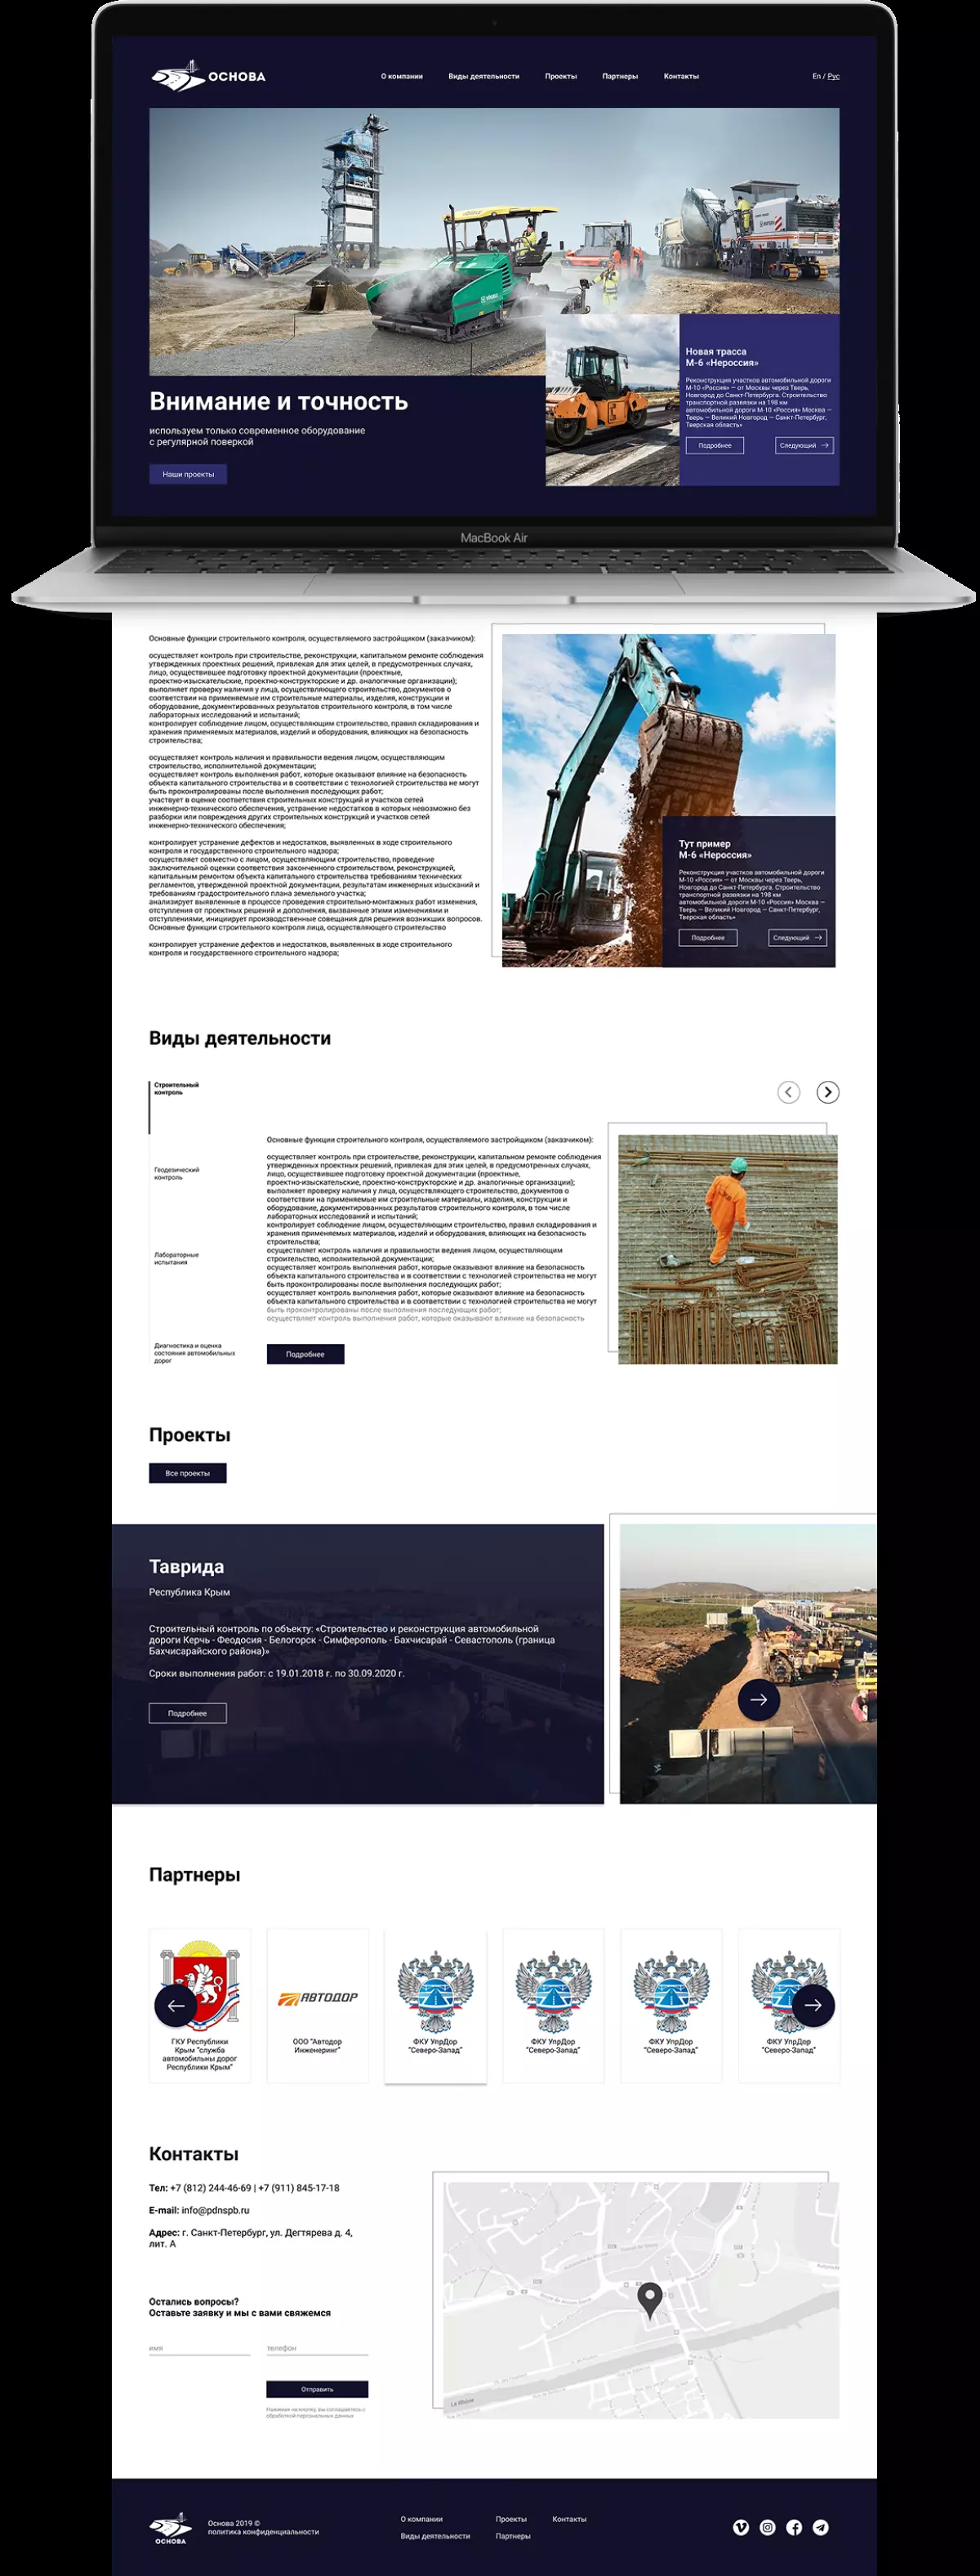 ОСНОВА
О компании
Виды деятельности
Проекты
Партнеры
Контакты
En / Рус
Внимание и точность
используем только современное оборудование
с регулярной поверкой
Наши проекты
Новая трасса
М-6 «Нероссия»
Реконструкция участков автомобильной дороги
М-10 «Россия» — от Москвы через Тверь,
Новгород до Санкт-Петербурга. Строительство
транспортной развязки на 198 км
автомобильной дороги М-10 «Россия» Москва —
Тверь — Великий Новгород — Санкт-Петербург,
Тверская область»
Подробнее
Следующий
MacBook Air
Основные функции строительного контроля, осуществляемого застройщиком (заказчиком):
осуществляет контроль при строительстве, реконструкции, капитальном ремонте соблюдения
утвержденных проектных решений, привлекая для этих целей, в предусмотренных случаях,
лицо, осуществившее подготовку проектной документации (проектные,
проектно-изыскательские, проектно-конструкторские и др. аналогичные организации);
выполняет проверку наличия у лица, осуществляющего строительство, документов о
соответствии на применяемые им строительные материалы, изделия, конструкции и
оборудование, документированных результатов строительного контроля, в том числе
лабораторных исследований и испытаний;
контролирует соблюдение лицом, осуществляющим строительство, правил складирования и
хранения применяемых материалов, изделий и оборудования, влияющих на безопасность
строительства;
осуществляет контроль наличия и правильности ведения лицом, осуществляющим
строительство, исполнительной документации;
осуществляет контроль выполнения работ, которые оказывают влияние на безопасность
объекта капитального строительства и в соответствии с технологией строительства не могут
быть проконтролированы после выполнения последующих работ;
участвует в оценке соответствия строительных конструкций и участков сетей
инженерно-технического обеспечения, устранение недостатков в которых невозможно без
разборки или повреждения других строительных конструкций и участков сетей
инженерно-технического обеспечения;
контролирует устранение дефектов и недостатков, выявленных в ходе строительного
контроля и государственного строительного надзора;
осуществляет совместно с лицом, осуществляющим строительство, проведение
заключительной оценки соответствия законченного строительством, реконструкцией,
капитальным ремонтом объекта капитального строительства требованиям технических
регламентов, утвержденной проектной документации, результатам инженерных изысканий и
требованиям градостроительного плана земельного участка;
анализирует выявленные в процессе проведения строительно-монтажных работ изменения,
отступления от проектных решений и дополнения, вызванные этими изменениями и
отступлениями, инициирует производственные совещания для решения возникших вопросов.
Основные функции строительного контроля лица, осуществляющего строительство
контролирует устранение дефектов и недостатков, выявленных в ходе строительного
контроля и государственного строительного надзора;
Тут пример
М-6 «Нероссия»
Реконструкция участков автомобильной дороги
М-10 «Россия» — от Москвы через Тверь,
Новгород до Санкт-Петербурга. Строительство
транспортной развязки на 198 км
автомобильной дороги М-10 «Россия» Москва —
Тверь — Великий Новгород — Санкт-Петербург,
Тверская область»
Подробнее
Следующий
Виды деятельности
Строительный
контроль
Геодезический
контроль
Лабораторные
испытания
Диагностика и оценка
состояния автомобильных
дорог
Основные функции строительного контроля, осуществляемого застройщиком (заказчиком):
осуществляет контроль при строительстве, реконструкции, капитальном ремонте соблюдения
утвержденных проектных решений, привлекая для этих целей, в предусмотренных случаях,
лицо, осуществившее подготовку проектной документации (проектные,
проектно-изыскательские, проектно-конструкторские и др. аналогичные организации);
выполняет проверку наличия у лица, осуществляющего строительство, документов о
соответствии на применяемые им строительные материалы, изделия, конструкции и
оборудование, документированных результатов строительного контроля, в том числе
лабораторных исследований и испытаний;
контролирует соблюдение лицом, осуществляющим строительство, правил складирования и
хранения применяемых материалов, изделий и оборудования, влияющих на безопасность
строительства;
осуществляет контроль наличия и правильности ведения лицом, осуществляющим
строительство, исполнительной документации;
осуществляет контроль выполнения работ, которые оказывают влияние на безопасность
объекта капитального строительства и в соответствии с технологией строительства не могут
быть проконтролированы после выполнения последующих работ;
осуществляет контроль выполнения работ, которые оказывают влияние на безопасность
объекта капитального строительства и в соответствии с технологией строительства не могут
быть проконтролированы после выполнения последующих работ;
осуществляет контроль выполнения работ, которые оказывают влияние на безопасность
Подробнее
Проекты
Все проекты
Таврида
Республика Крым
Строительный контроль по объекту: «Строительство и реконструкция автомобильной
дороги Керчь - Феодосия - Белогорск - Симферополь - Бахчисарай - Севастополь (граница
Бахчисарайского района)»
Сроки выполнения работ: с 19.01.2018 г. по 30.09.2020 г.
Подробнее
Партнеры
ГКУ Республики
Крым "служба
автомобильны дорог
Республики Крым"
АВТОДОР
ООО "Автодор
Инженеринг"
ФКУ УпрДор
"Северо-Запад"
ФКУ УпрДор
"Северо-Запад"
ФКУ УпрДор
"Северо-Запад"
ФКУ УпрДор
"Северо-Запад"
Контакты
Тел: +7 (812) 244-46-69 | +7 (911) 845-17-18
E-mail: info@pdnspb.ru
Адрес: г. Санкт-Петербург, ул. Дегтярева д. 4,
лит. А
Остались вопросы?
Оставьте заявку и мы с вами свяжемся
имя
телефон
Отправить
Нажимая на кнопку, вы соглашаетесь с
обработкой персональных данных
La Rhône
ОСНОВА
Основа 2019 ©
политика конфиденциальности
О компании
Проекты
Контакты
Виды деятельности
Партнеры